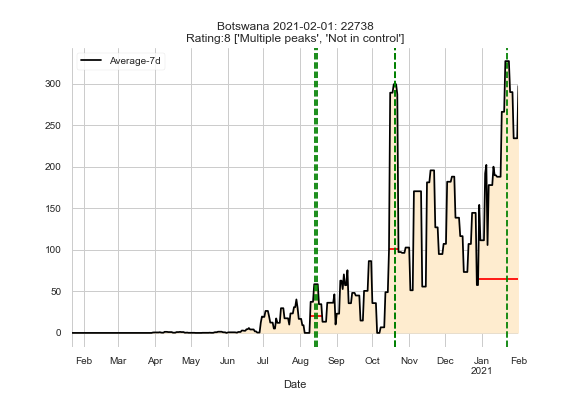 Botswana 2021-02-01: 22738
Rating:8 ['Multiple peaks', 'Not in control']
Average-7d
300
250
200
150
100
50
0
Feb Mar Apr May Jun Jul Aug Sep Oct Nov Dec Jan Feb
2021
Date